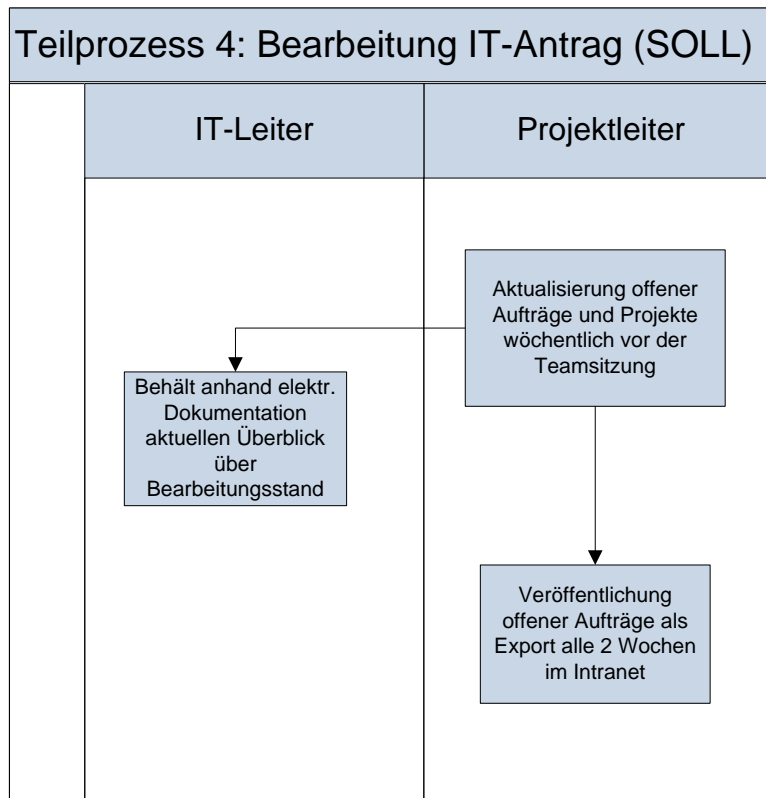 Teilprozess 4: Bearbeitung IT-Antrag (SOLL)
IT-Leiter
Projektleiter
Aktualisierung offener
Aufträge und Projekte
wöchentlich vor der
Teamsitzung
Behält anhand elektr.
Dokumentation
aktuellen Überblick
über
Bearbeitungsstand
Veröffentlichung
offener Aufträge als
Export alle 2 Wochen
im Intranet